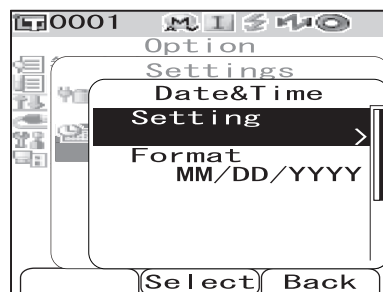 0001 M I
Option
Settings
Date&Time
Setting
>
Format
MM/DD/YYYY
Select Back